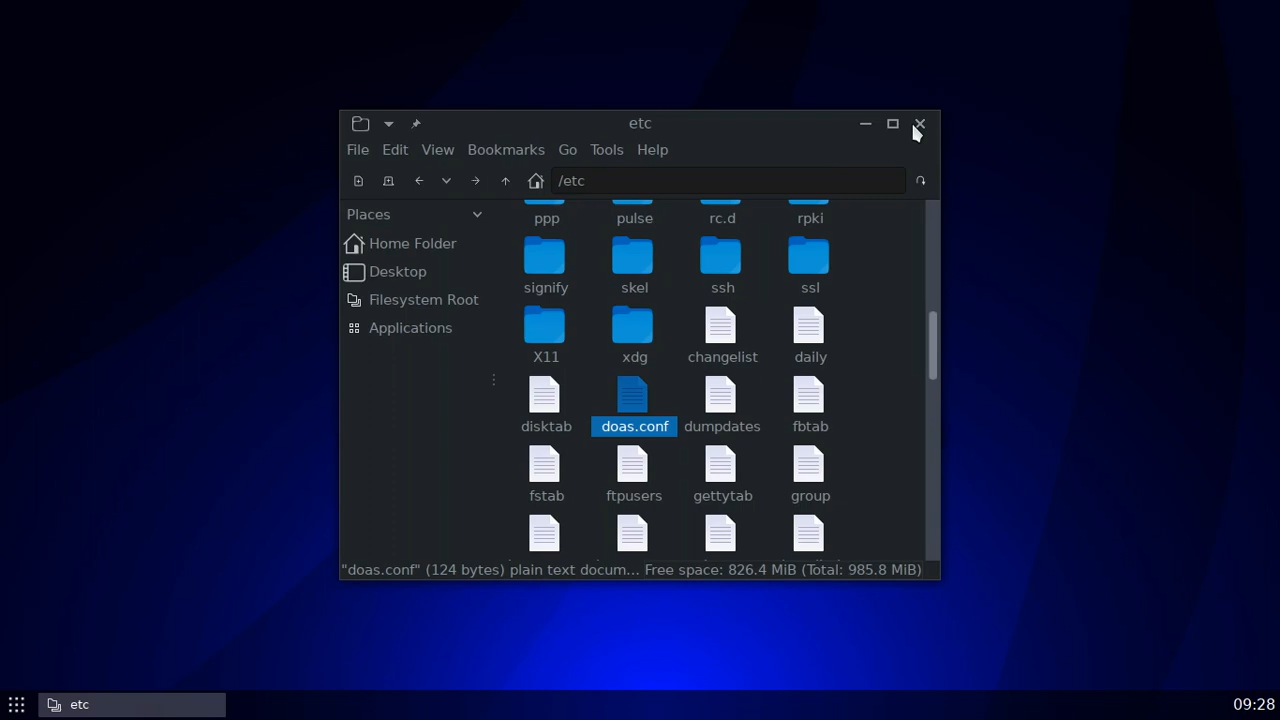 etc
File Edit View Bookmarks Go Tools Help
/etc
Places
Home Folder
Desktop
Filesystem Root
Applications
ppp pulse rc.d rpki
signify skel ssh ssl
X11 xdg changelist daily
disktab doas.conf dumpdates fbtab
fstab ftpusers gettytab group
"doas.conf" (124 bytes) plain text docum... Free space: 826.4 MiB (Total: 985.8 MiB)
etc
09:28